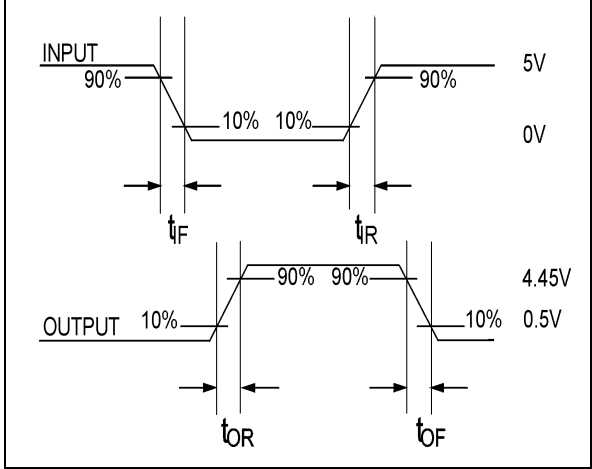 INPUT
90%
10%
10%
90%
5V
0V
tIF
tIR
OUTPUT
10%
90%
90%
10%
4.45V
0.5V
tOR
tOF